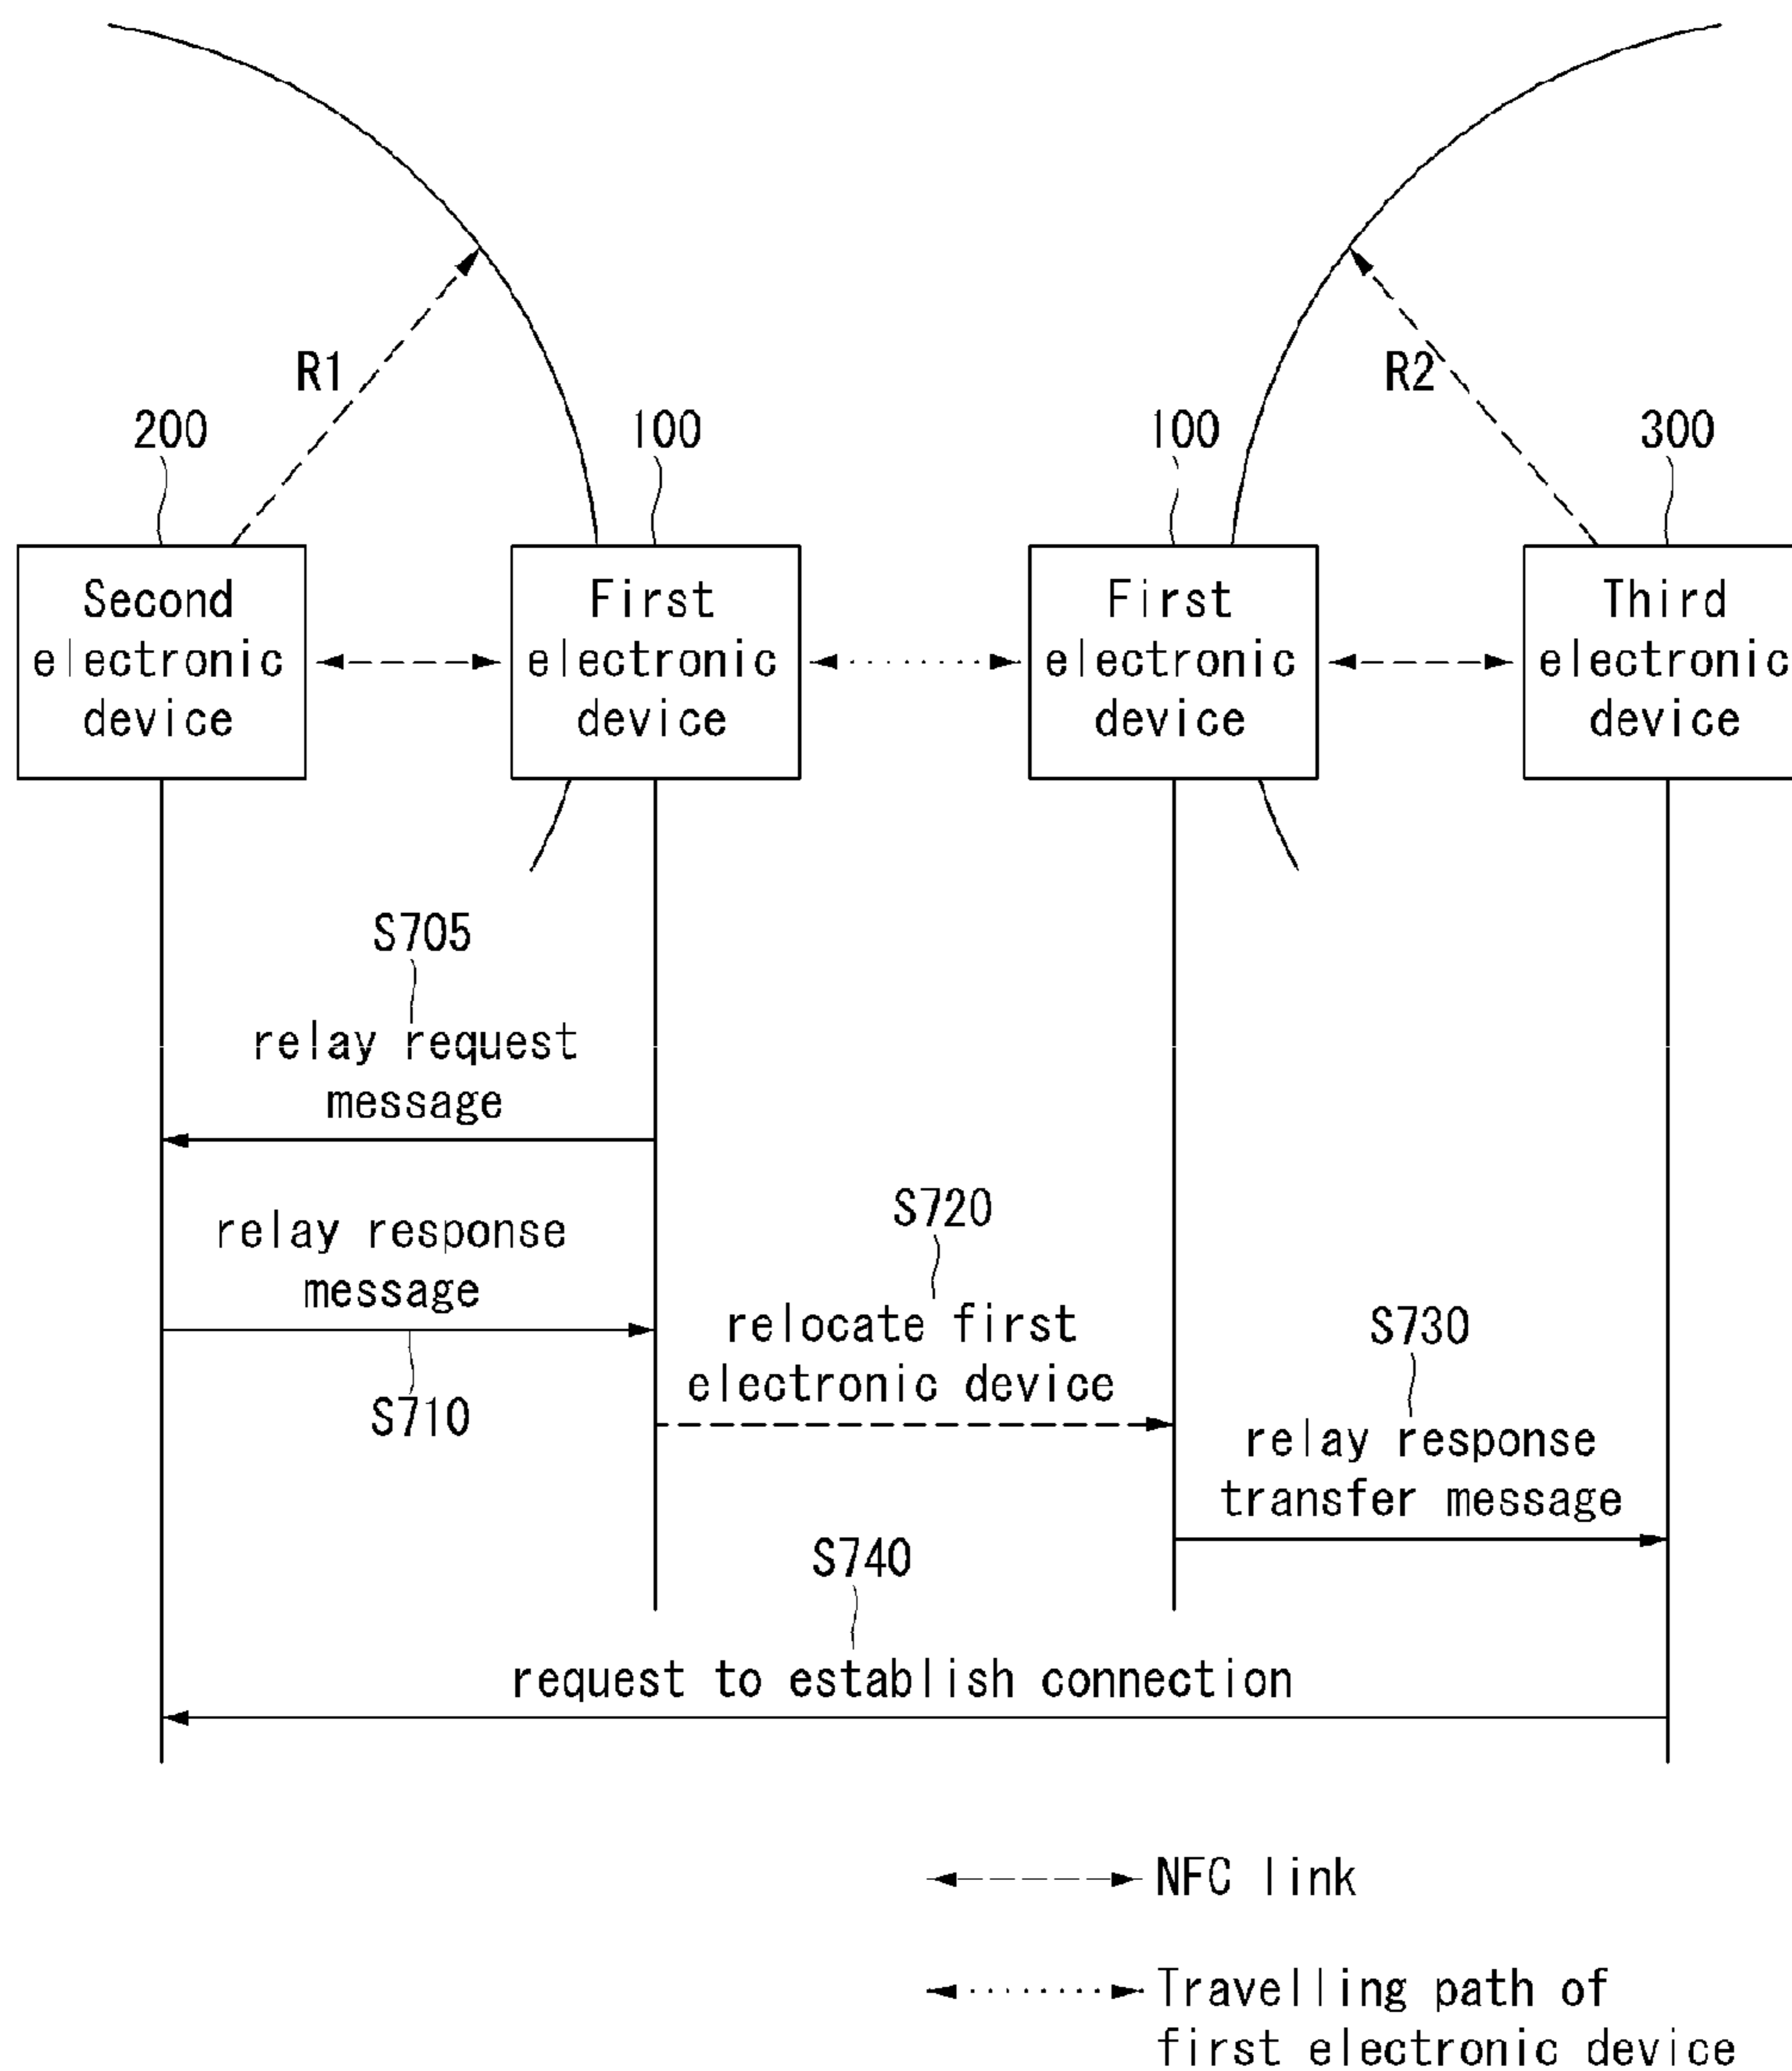 R1
R2
200
100
100
300
Second
electronic
device
First
electronic
device
First
electronic
device
Third
electronic
device
S705
relay request
message
relay response
message
S710
S720
relocate first
electronic device
S730
relay response
transfer message
S740
request to establish connection
NFC link
Travelling path of
first electronic device